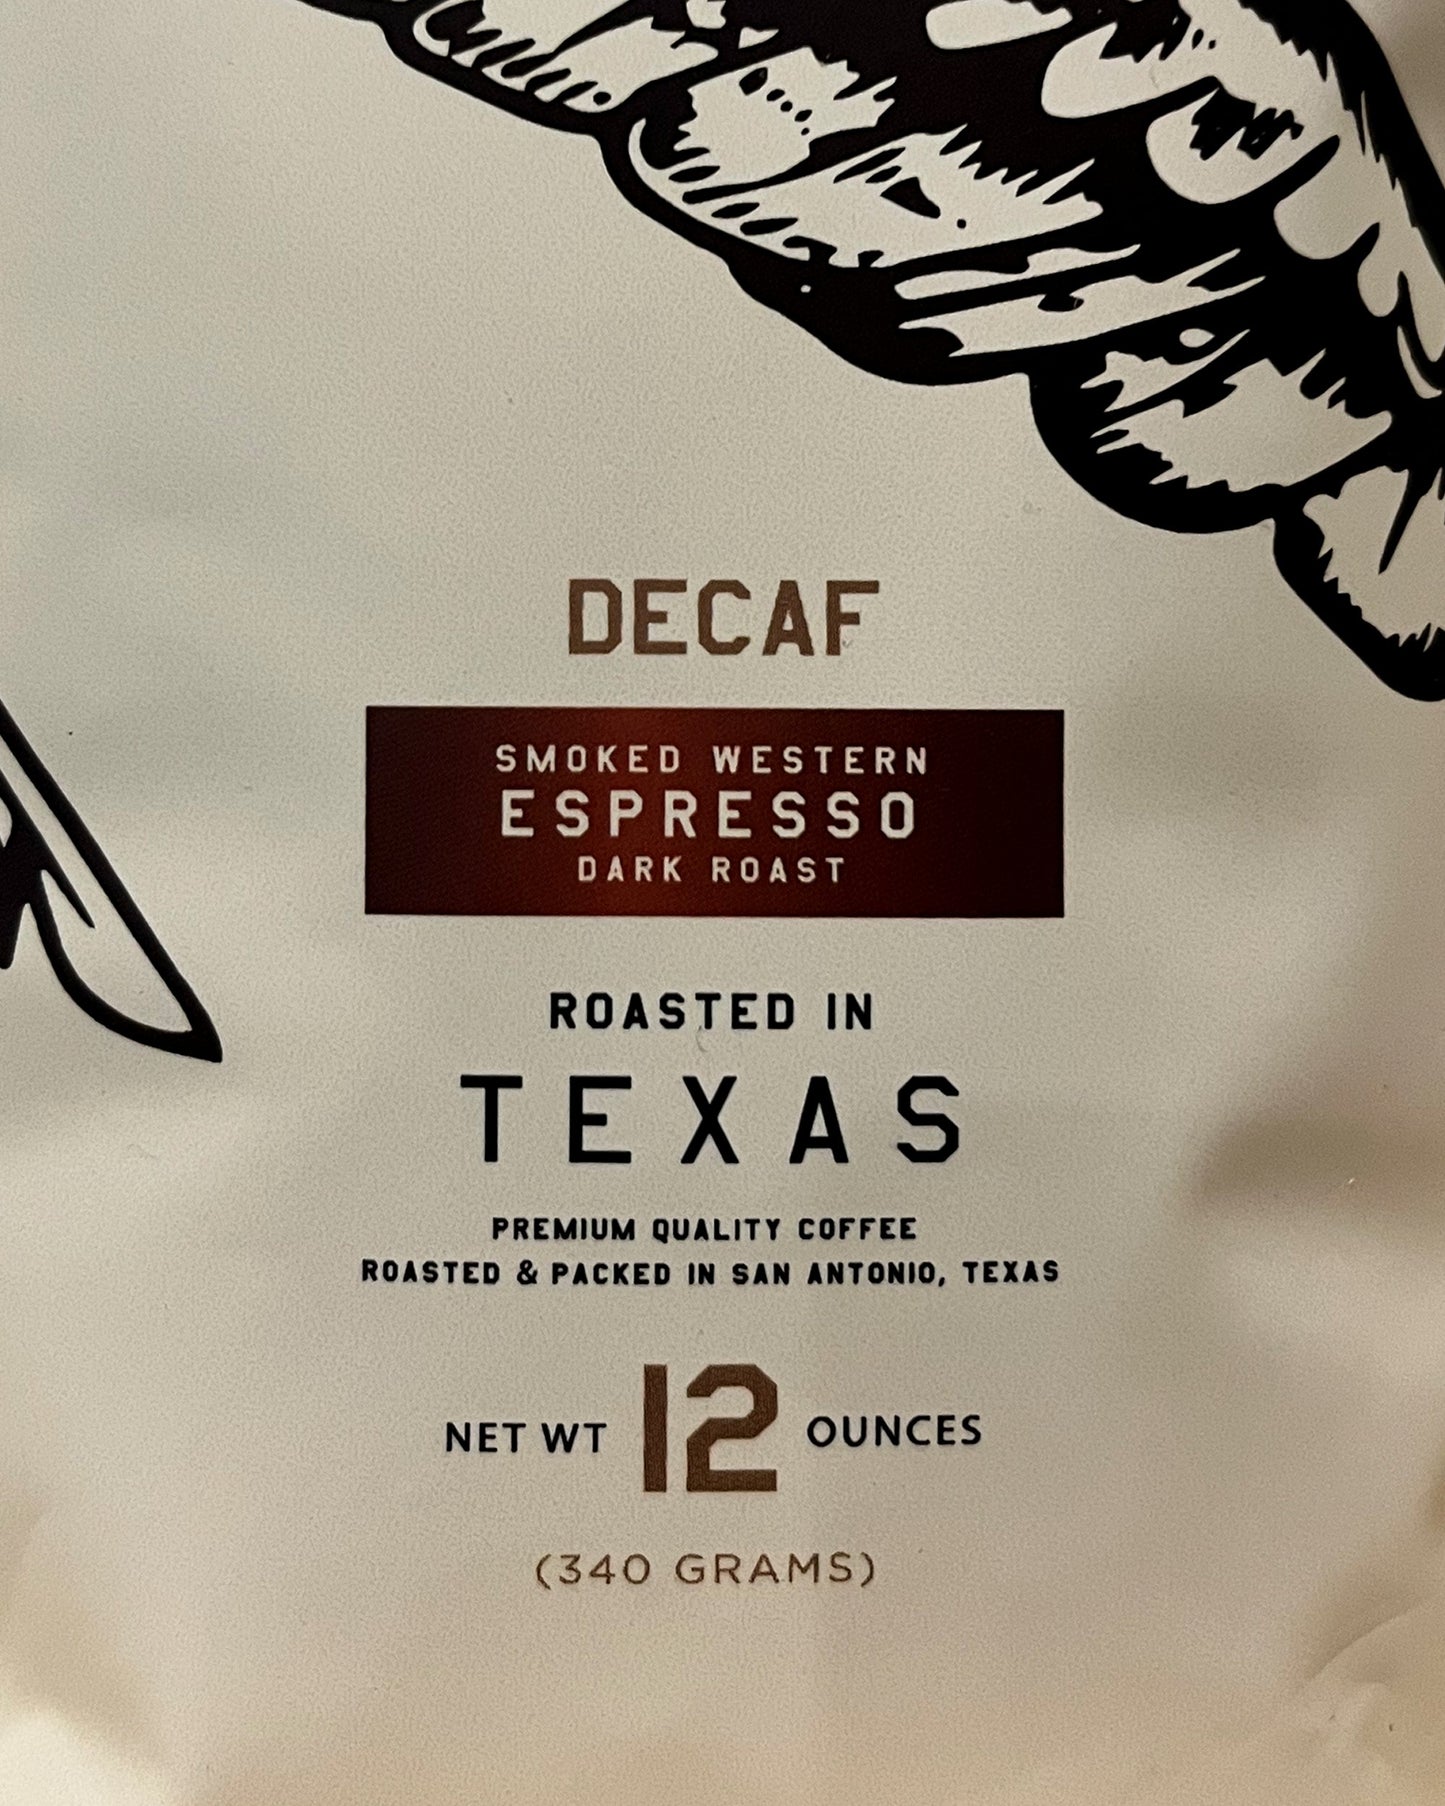 DECAF
SMOKED WESTERN
ESPRESSO
DARK ROAST
ROASTED IN
TEXAS
PREMIUM QUALITY COFFEE
ROASTED & PACKED IN SAN ANTONIO, TEXAS
NET WT 12 OUNCES
(340 GRAMS)